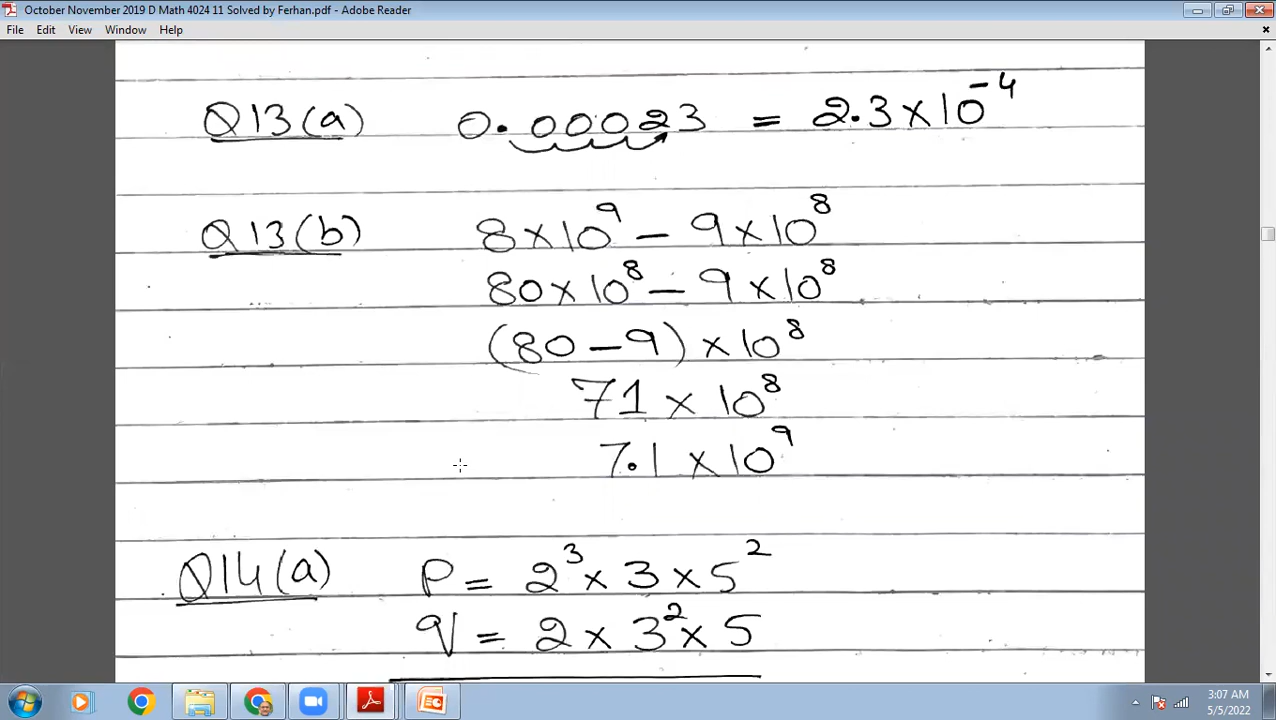 October November 2019 D Math 4024 11 Solved by Ferhan.pdf - Adobe Reader
File Edit View Window Help
Q13(a) 0.00023 = 2.3 × 10⁻⁴
Q13(b) 8 × 10⁹ − 9 × 10⁸
80 × 10⁸ − 9 × 10⁸
(80 − 9) × 10⁸
71 × 10⁸
7.1 × 10⁹
Q14(a) P = 2³ × 3 × 5²
q = 2 × 3² × 5
3:07 AM
5/5/2022